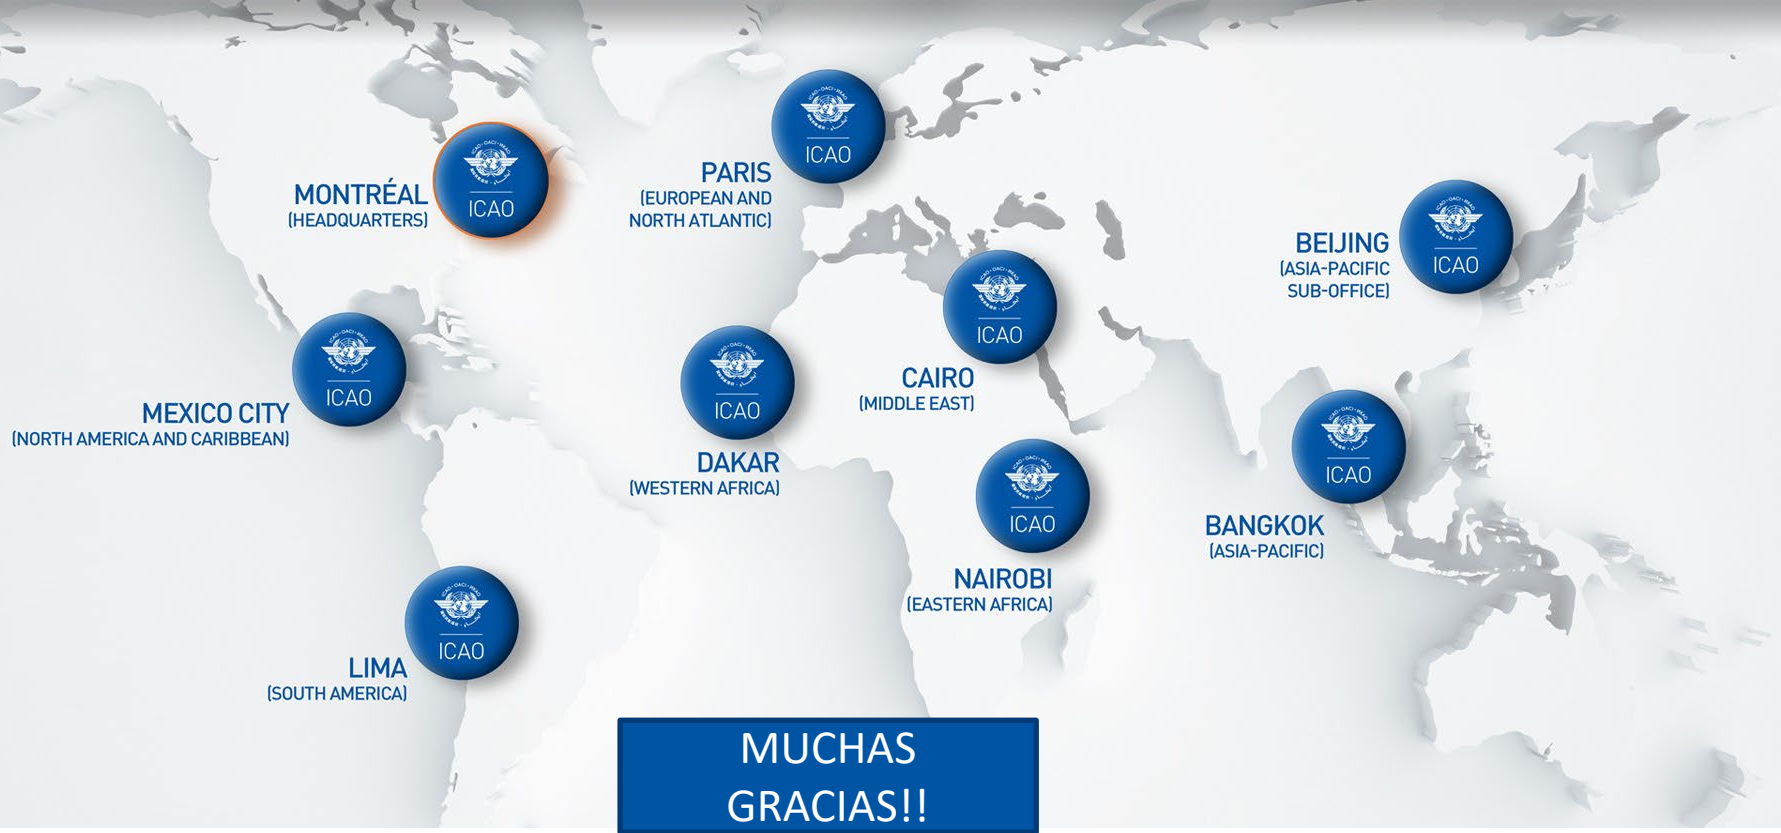 ICAO
MONTRÉAL
(HEADQUARTERS)
ICAO
PARIS
(EUROPEAN AND
NORTH ATLANTIC)
ICAO
BEIJING
(ASIA-PACIFIC
SUB-OFFICE)
ICAO
MEXICO CITY
(NORTH AMERICA AND CARIBBEAN)
ICAO
DAKAR
(WESTERN AFRICA)
ICAO
CAIRO
(MIDDLE EAST)
ICAO
NAIROBI
(EASTERN AFRICA)
ICAO
BANGKOK
(ASIA-PACIFIC)
ICAO
LIMA
(SOUTH AMERICA)
MUCHAS
GRACIAS!!